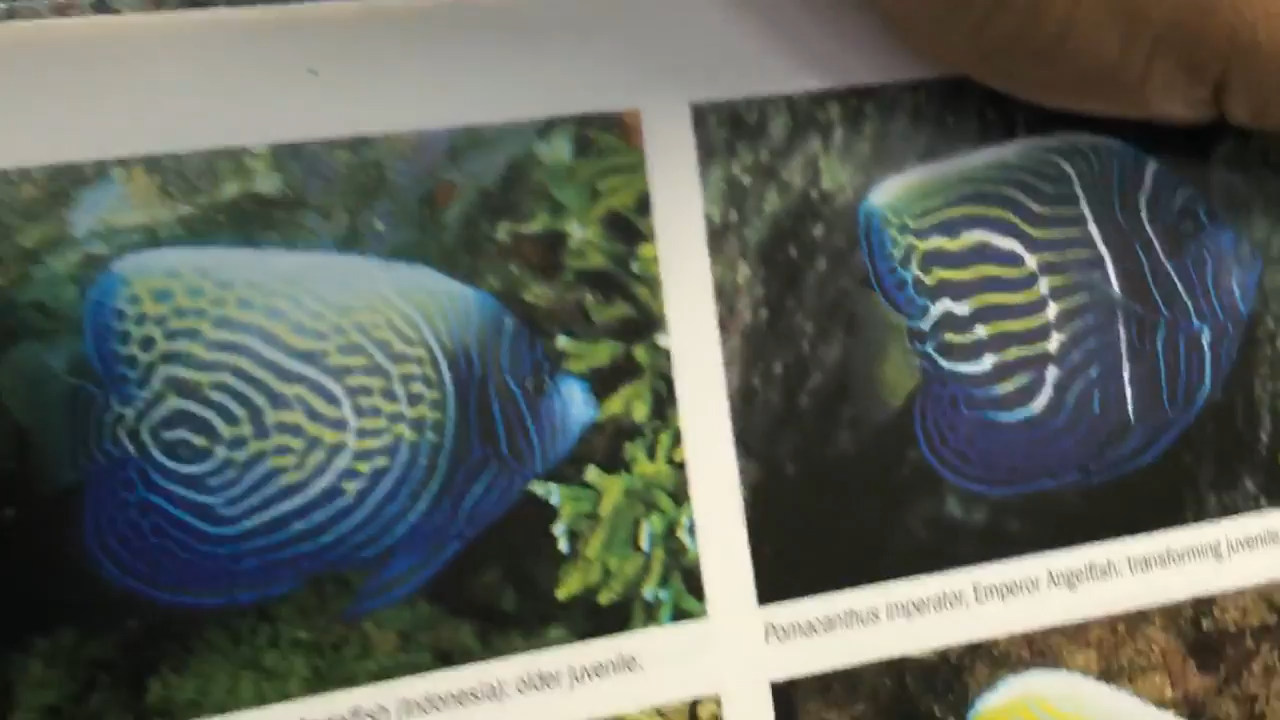 (Indonesia); older juvenile.
Pomacanthus imperator, Emperor Angelfish; transforming juvenile